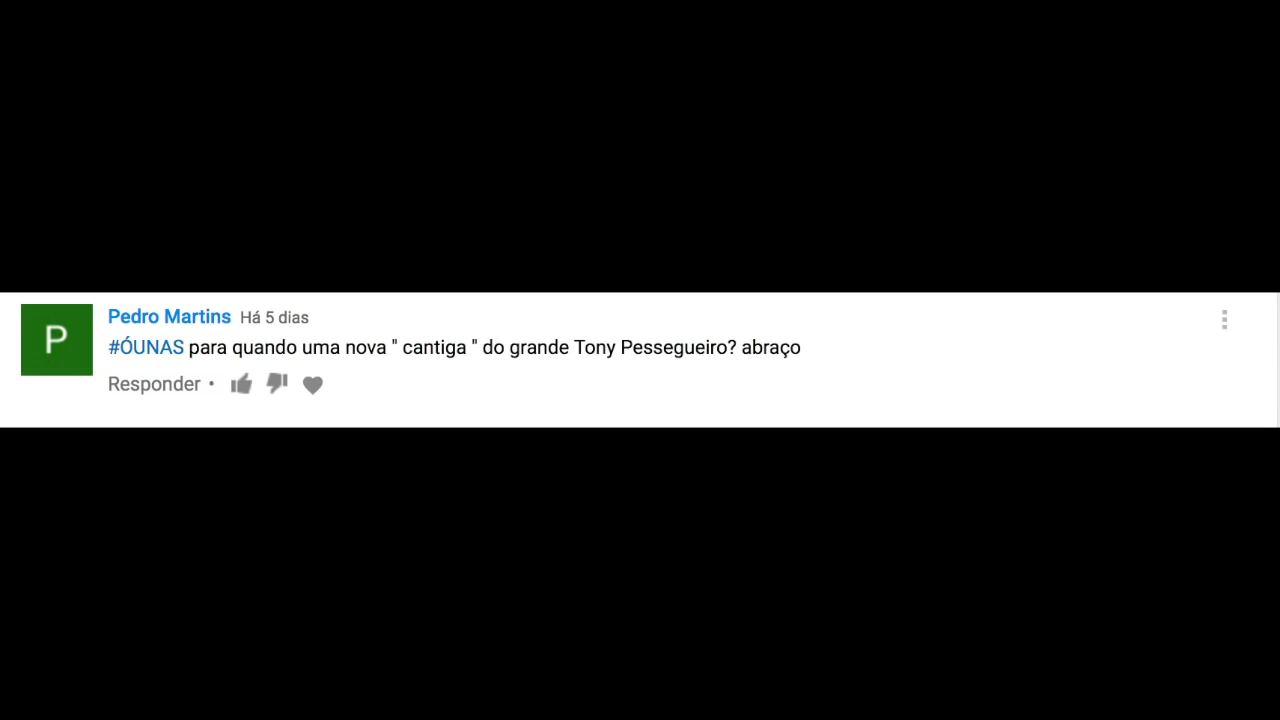 P
Pedro Martins Há 5 dias
#ÓUNAS para quando uma nova " cantiga " do grande Tony Pessegueiro? abraço
Responder •